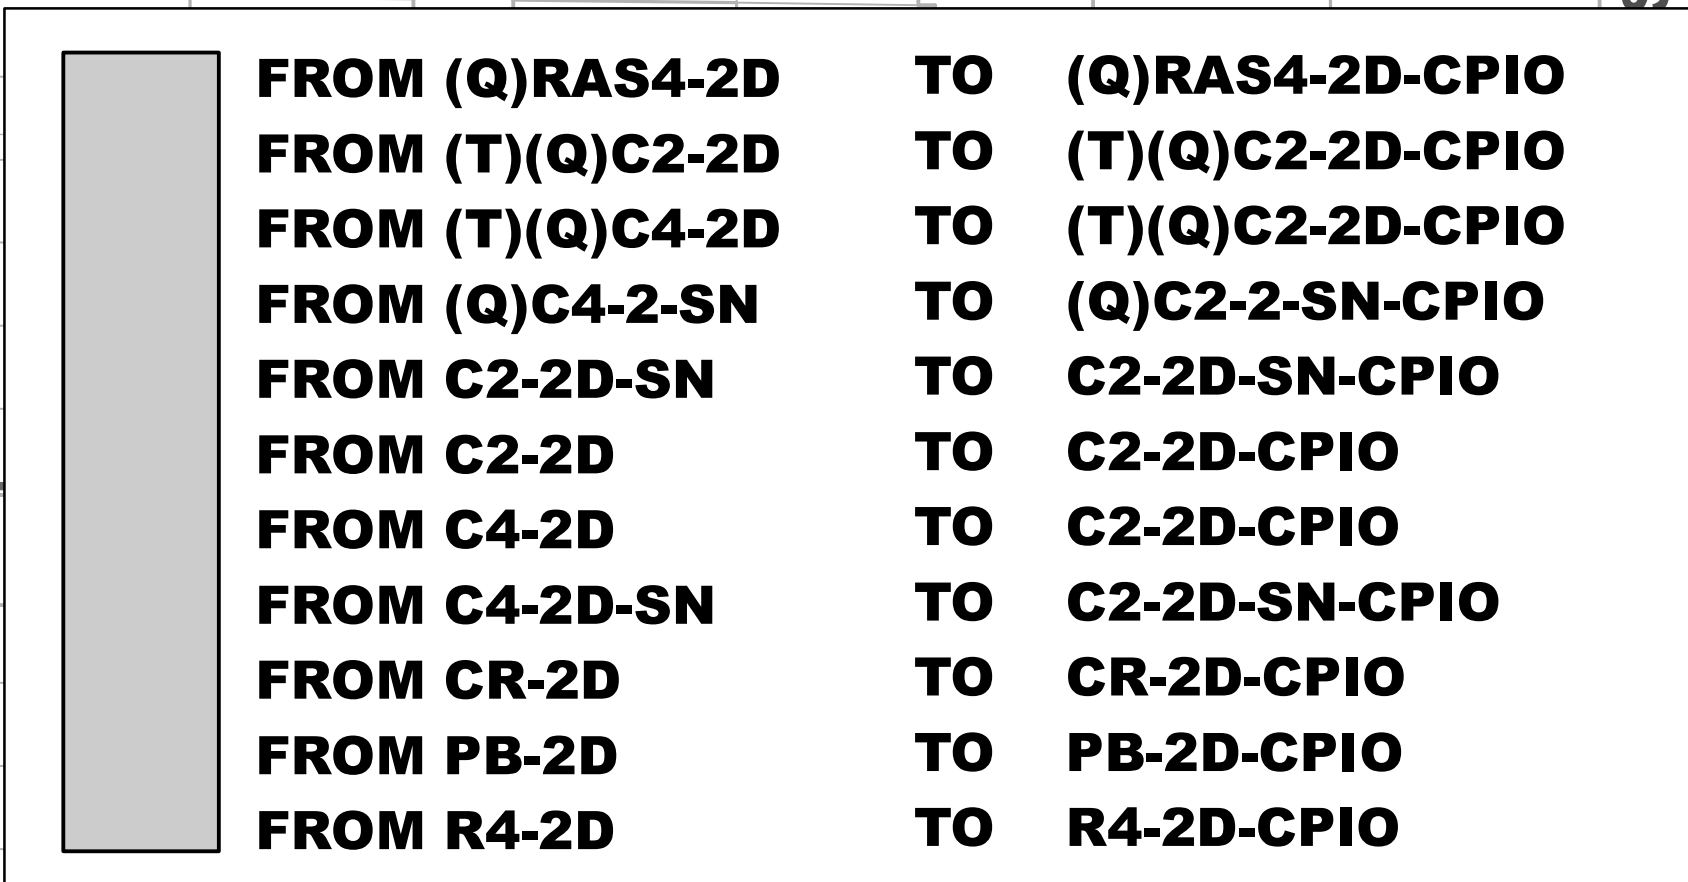 FROM (Q)RAS4-2D TO (Q)RAS4-2D-CPIO
FROM (T)(Q)C2-2D TO (T)(Q)C2-2D-CPIO
FROM (T)(Q)C4-2D TO (T)(Q)C2-2D-CPIO
FROM (Q)C4-2-SN TO (Q)C2-2-SN-CPIO
FROM C2-2D-SN TO C2-2D-SN-CPIO
FROM C2-2D TO C2-2D-CPIO
FROM C4-2D TO C2-2D-CPIO
FROM C4-2D-SN TO C2-2D-SN-CPIO
FROM CR-2D TO CR-2D-CPIO
FROM PB-2D TO PB-2D-CPIO
FROM R4-2D TO R4-2D-CPIO